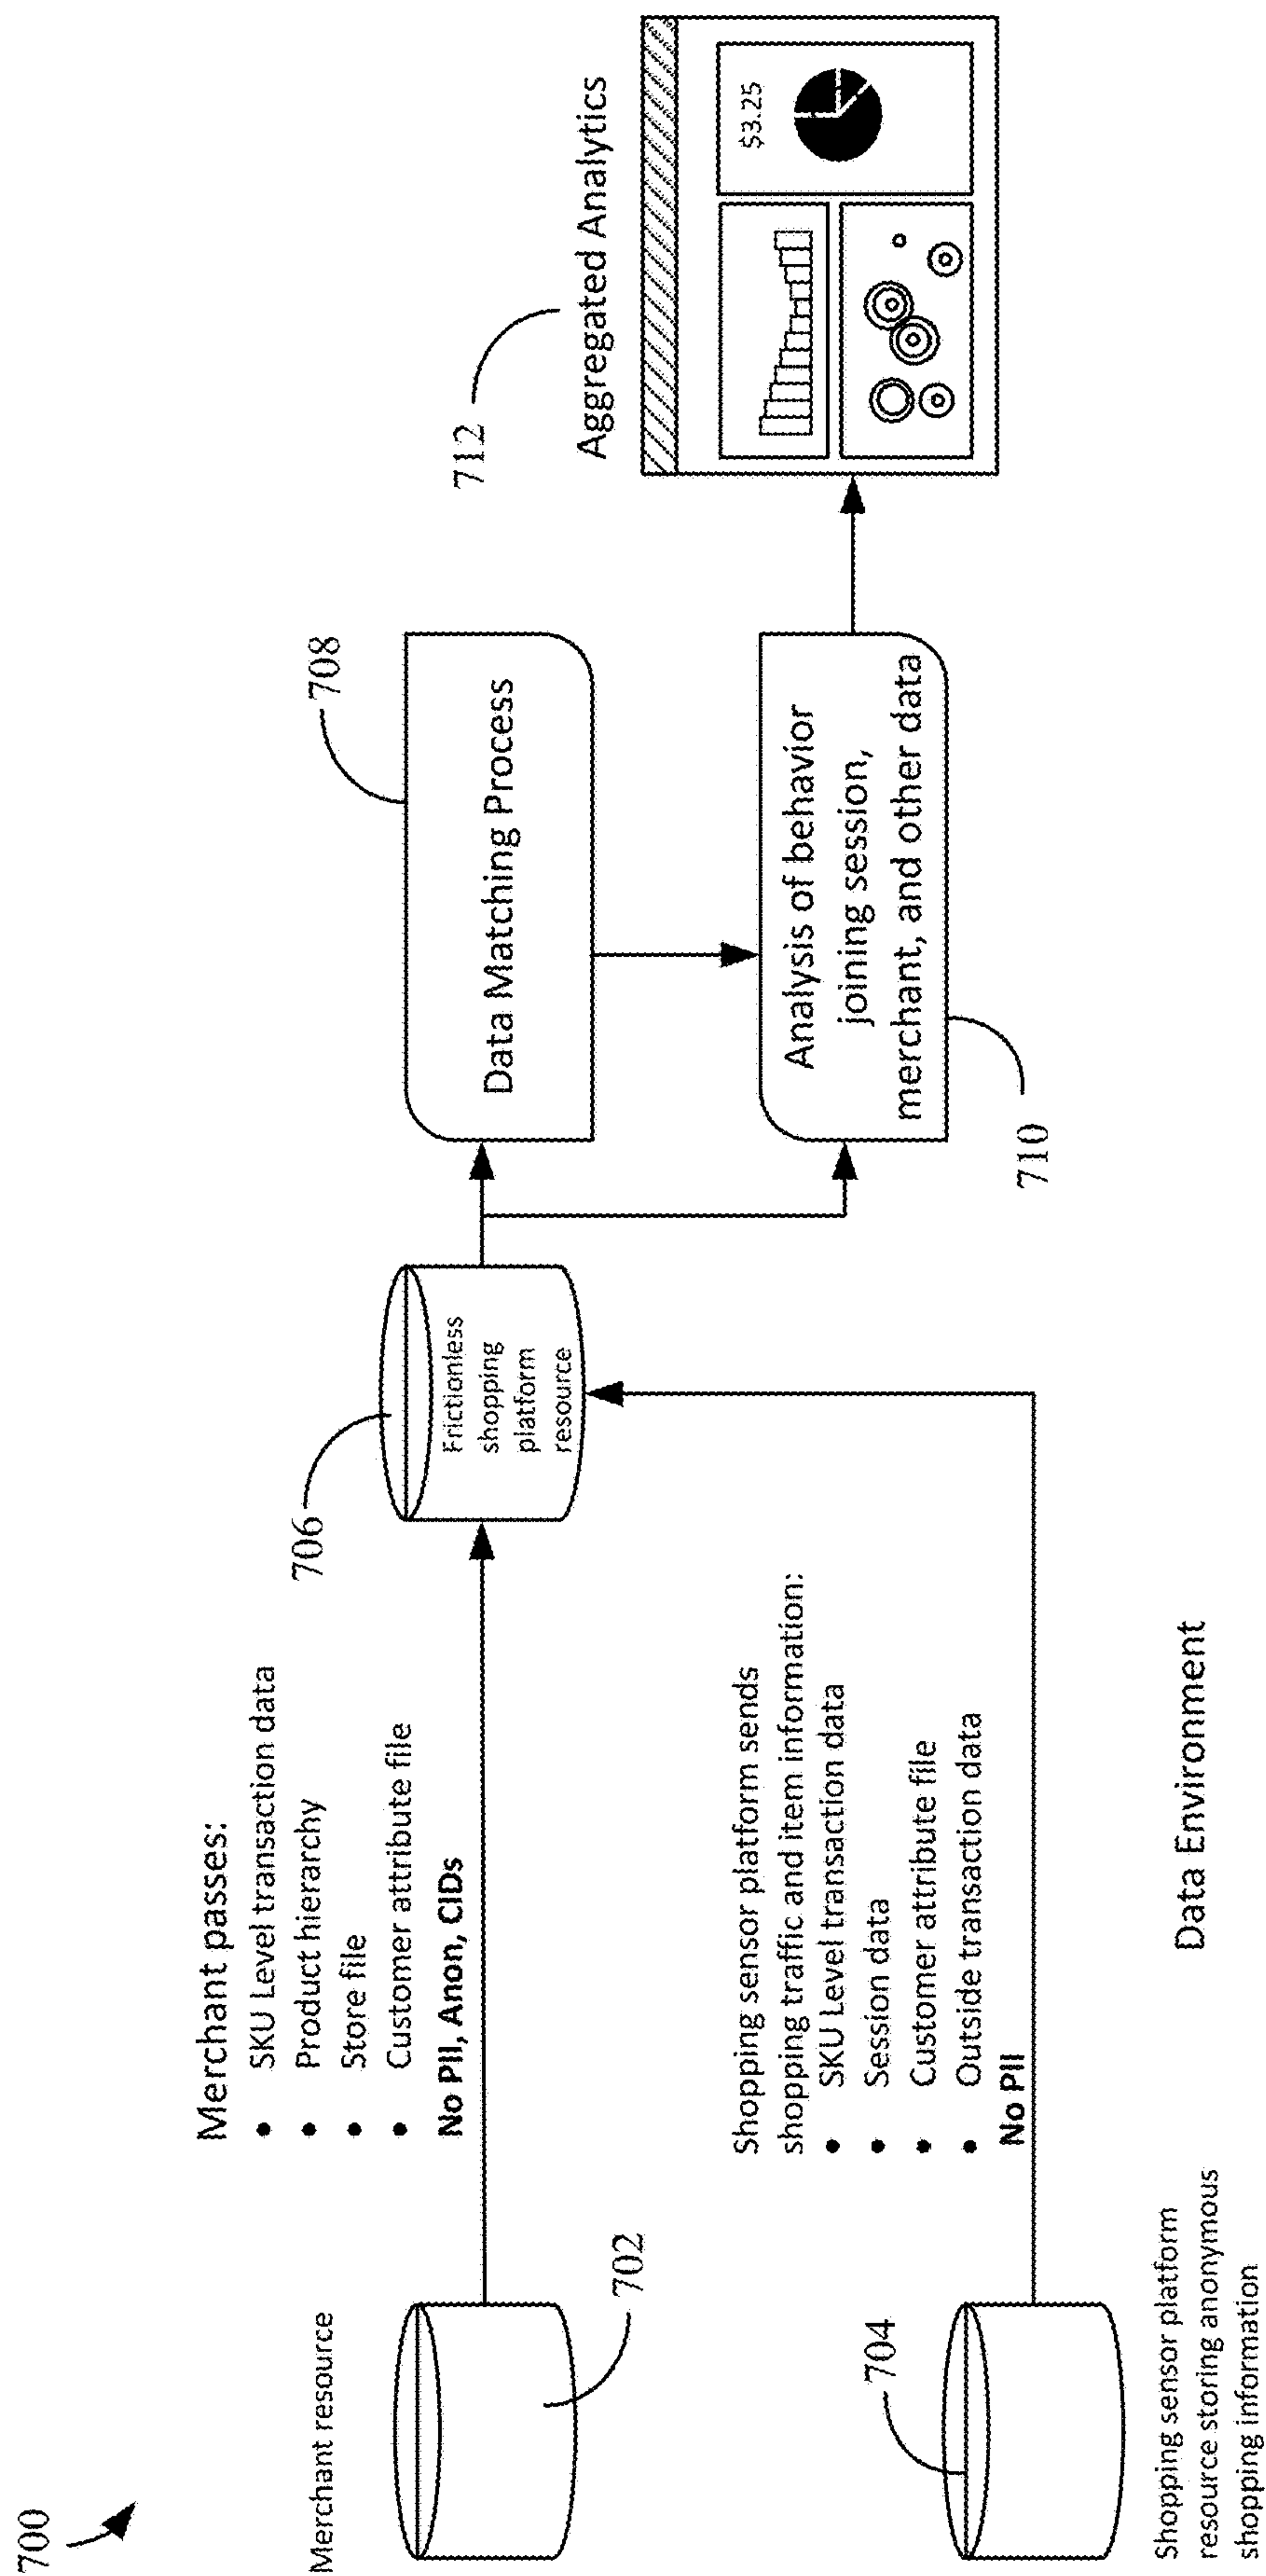 700
Merchant resource
702
Merchant passes:
• SKU Level transaction data
• Product hierarchy
• Store file
• Customer attribute file
No PII, Anon, CIDs
706
Frictionless
shopping
platform
resource
708
Data Matching Process
712
Aggregated Analytics
$3.25
704
Shopping sensor platform
resource storing anonymous
shopping information
Shopping sensor platform sends
shopping traffic and item information:
• SKU Level transaction data
• Session data
• Customer attribute file
• Outside transaction data
No PII
Analysis of behavior
joining session,
merchant, and other data
710
Data Environment